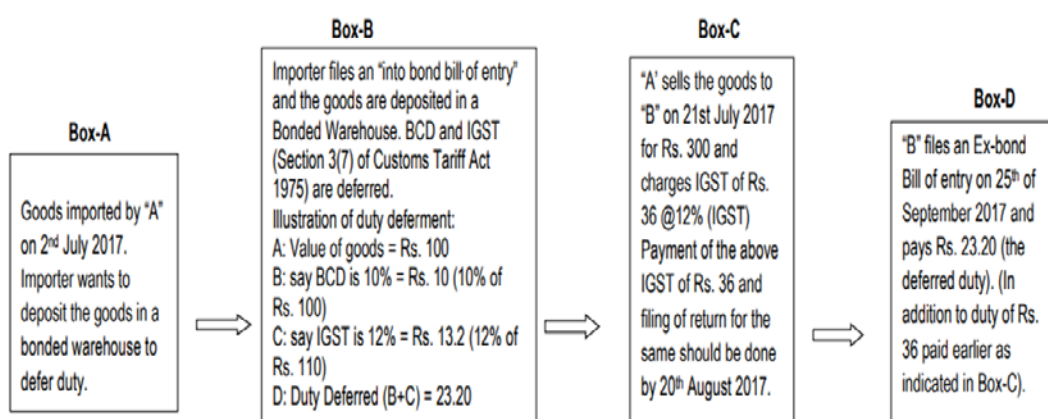 Box-A
Goods imported by “A”
on 2nd July 2017.
Importer wants to
deposit the goods in a
bonded warehouse to
defer duty.
Box-B
Importer files an “into bond bill of entry”
and the goods are deposited in a
Bonded Warehouse. BCD and IGST
(Section 3(7) of Customs Tariff Act
1975) are deferred.
Illustration of duty deferment:
A: Value of goods = Rs. 100
B: say BCD is 10% = Rs. 10 (10% of
Rs. 100)
C: say IGST is 12% = Rs. 13.2 (12% of
Rs. 110)
D: Duty Deferred (B+C) = 23.20
Box-C
“A’ sells the goods to
“B” on 21st July 2017
for Rs. 300 and
charges IGST of Rs.
36 @12% (IGST)
Payment of the above
IGST of Rs. 36 and
filing of return for the
same should be done
by 20th August 2017.
Box-D
“B” files an Ex-bond
Bill of entry on 25th of
September 2017 and
pays Rs. 23.20 (the
deferred duty). (In
addition to duty of Rs.
36 paid earlier as
indicated in Box-C).